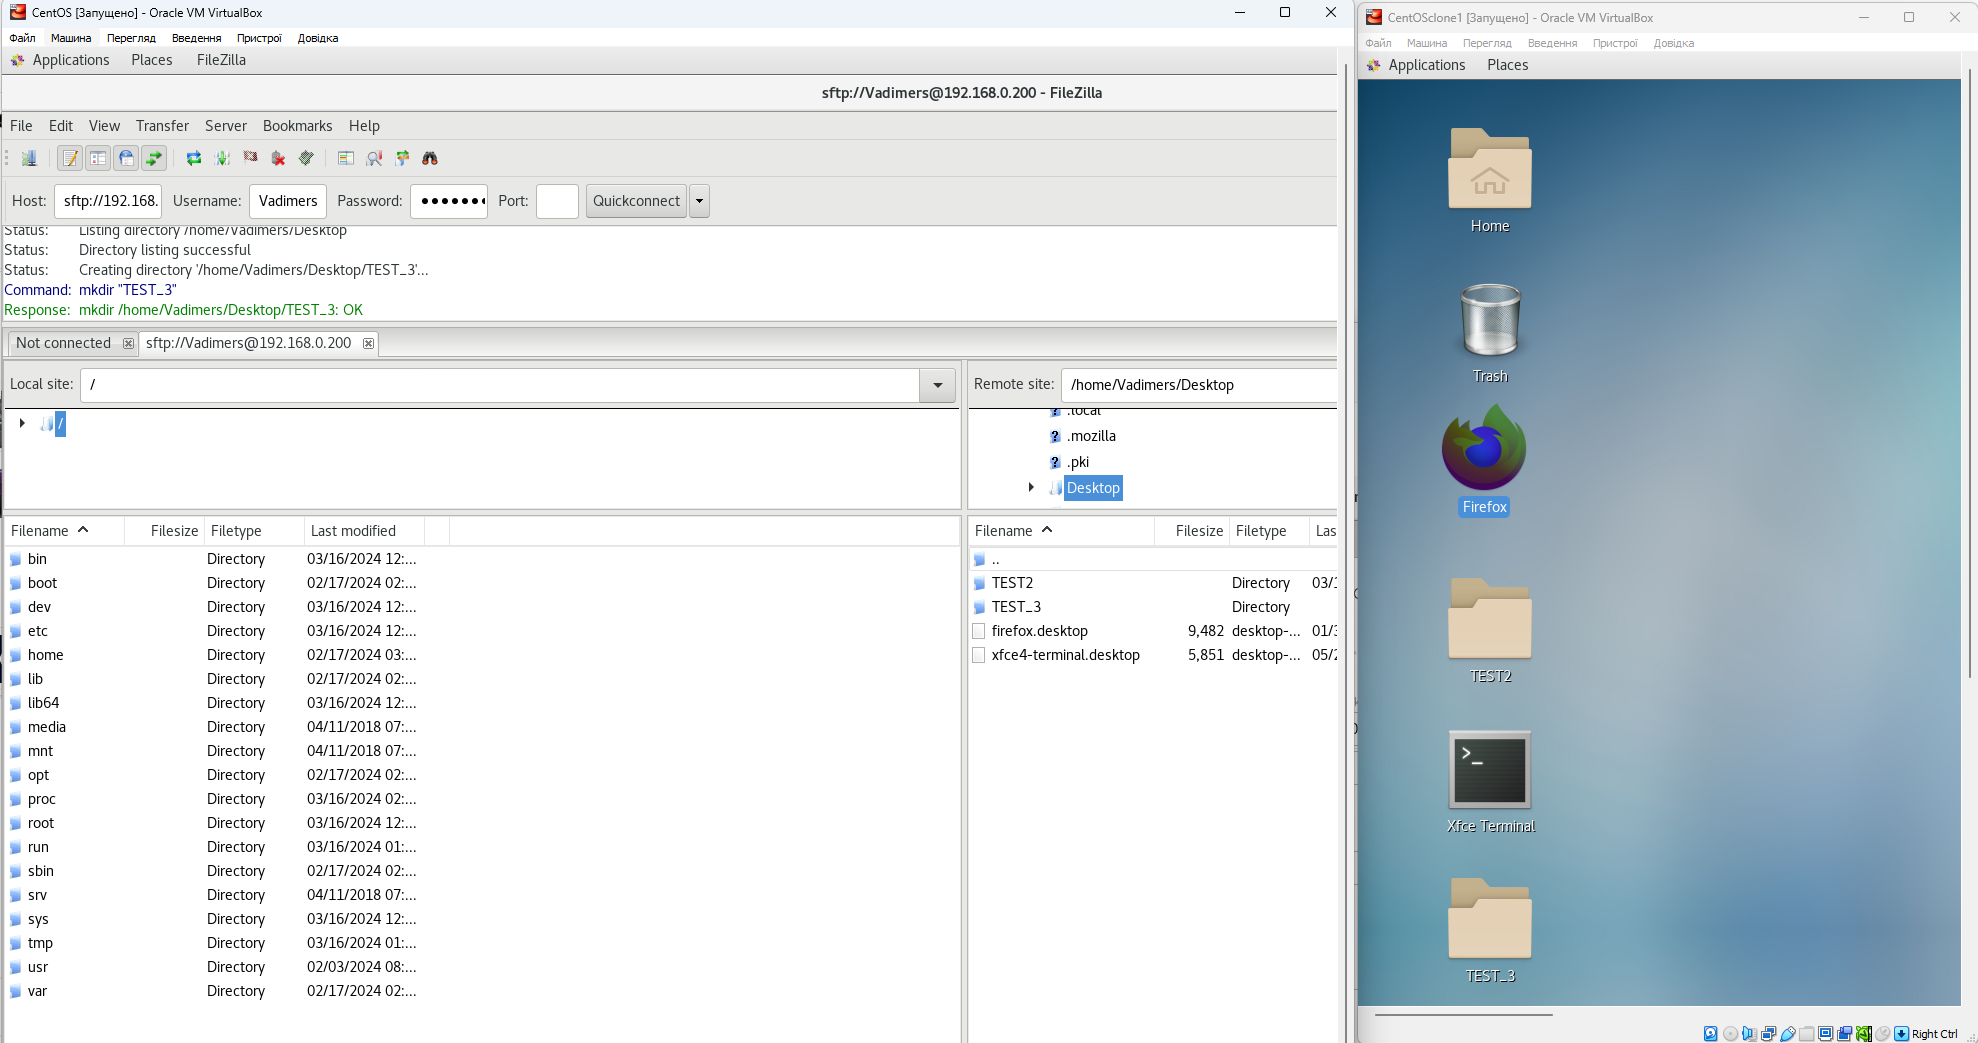 CentOS [Запущено] - Oracle VM VirtualBox
Файл Машина Перегляд Введення Пристрої Довідка
Applications Places FileZilla
sftp://Vadimers@192.168.0.200 - FileZilla
File Edit View Transfer Server Bookmarks Help
Host: sftp://192.168. Username: Vadimers Password: ••••••• Port: Quickconnect
Status: Listing directory /home/Vadimers/Desktop
Status: Directory listing successful
Status: Creating directory '/home/Vadimers/Desktop/TEST_3'...
Command: mkdir "TEST_3"
Response: mkdir /home/Vadimers/Desktop/TEST_3: OK
Not connected sftp://Vadimers@192.168.0.200
Local site: /
/
Filename Filesize Filetype Last modified
bin Directory 03/16/2024 12:...
boot Directory 02/17/2024 02:...
dev Directory 03/16/2024 12:...
etc Directory 03/16/2024 12:...
home Directory 02/17/2024 03:...
lib Directory 02/17/2024 02:...
lib64 Directory 03/16/2024 12:...
media Directory 04/11/2018 07:...
mnt Directory 04/11/2018 07:...
opt Directory 02/17/2024 02:...
proc Directory 03/16/2024 02:...
root Directory 03/16/2024 12:...
run Directory 03/16/2024 01:...
sbin Directory 02/17/2024 02:...
srv Directory 04/11/2018 07:...
sys Directory 03/16/2024 12:...
tmp Directory 03/16/2024 01:...
usr Directory 02/03/2024 08:...
var Directory 02/17/2024 02:...
Remote site: /home/Vadimers/Desktop
.local
.mozilla
.pki
Desktop
Filename Filesize Filetype Las
..
TEST2 Directory 03/1
TEST_3 Directory
firefox.desktop 9,482 desktop-... 01/3
xfce4-terminal.desktop 5,851 desktop-... 05/2
CentOSclone1 [Запущено] - Oracle VM VirtualBox
Файл Машина Перегляд Введення Пристрої Довідка
Applications Places
Home
Trash
Firefox
TEST2
>_
Xfce Terminal
TEST_3
Right Ctrl